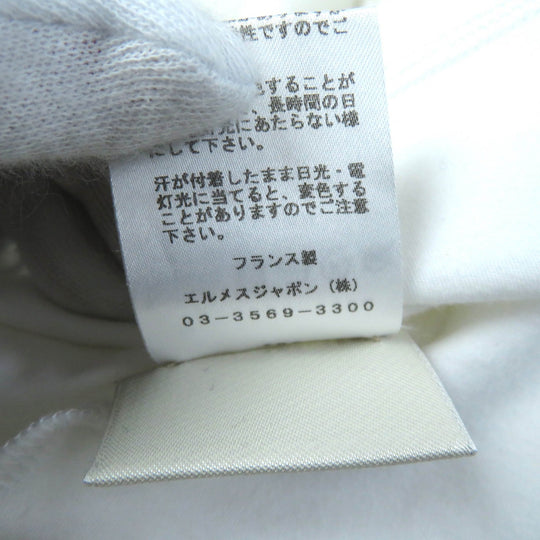 性ですのでご
することが
、長時間の日
光にあたらない様
にして下さい。
汗が付着したまま日光・電
灯光に当てると、変色する
ことがありますのでご注意
下さい。
フランス製
エルメスジャポン（株）
03-3569-3300